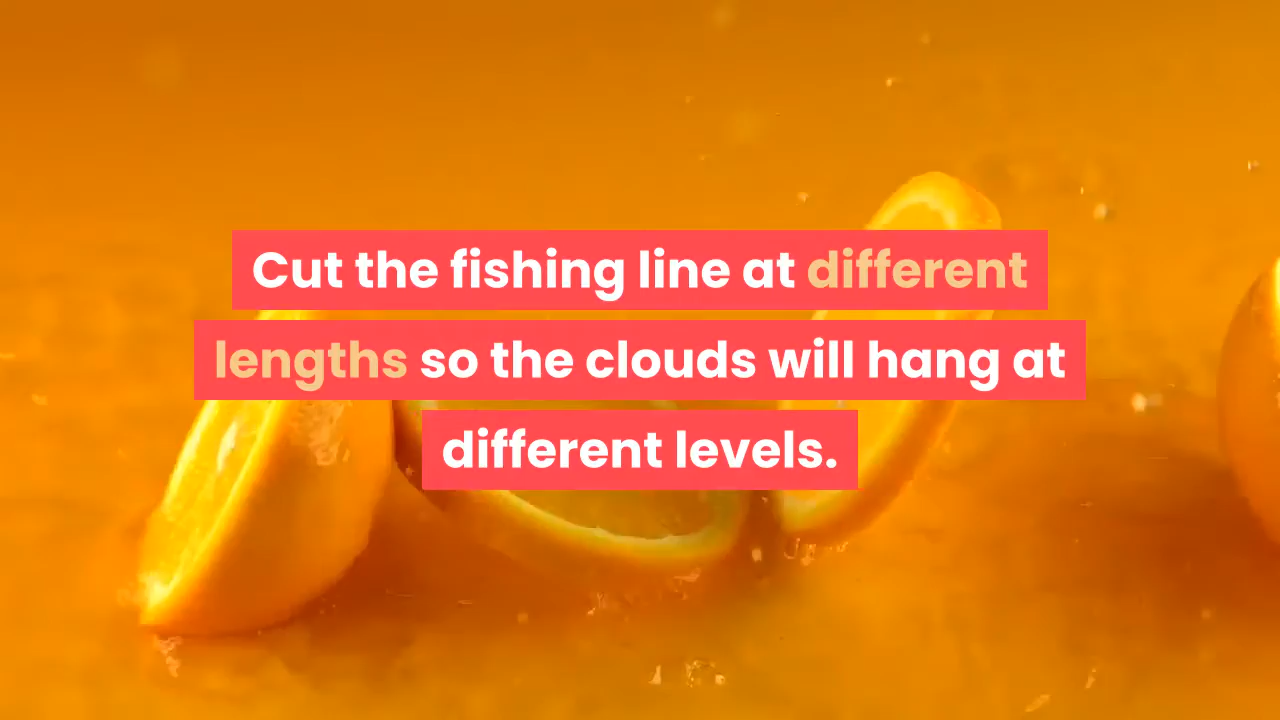 Cut the fishing line at different
lengths so the clouds will hang at
different levels.